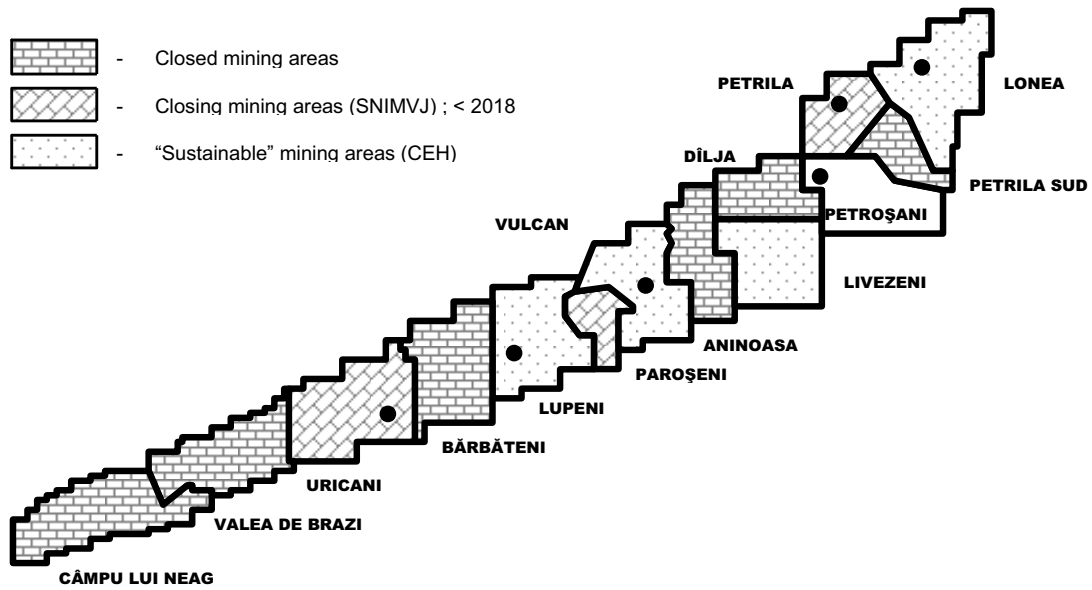 - Closed mining areas
- Closing mining areas (SNIMVJ) ; < 2018
- “Sustainable” mining areas (CEH)
PETRILA
LONEA
DÎLJA
PETRILA SUD
VULCAN
PETROŞANI
LIVEZENI
ANINOASA
PAROŞENI
LUPENI
BĂRBĂTENI
URICANI
VALEA DE BRAZI
CÂMPU LUI NEAG